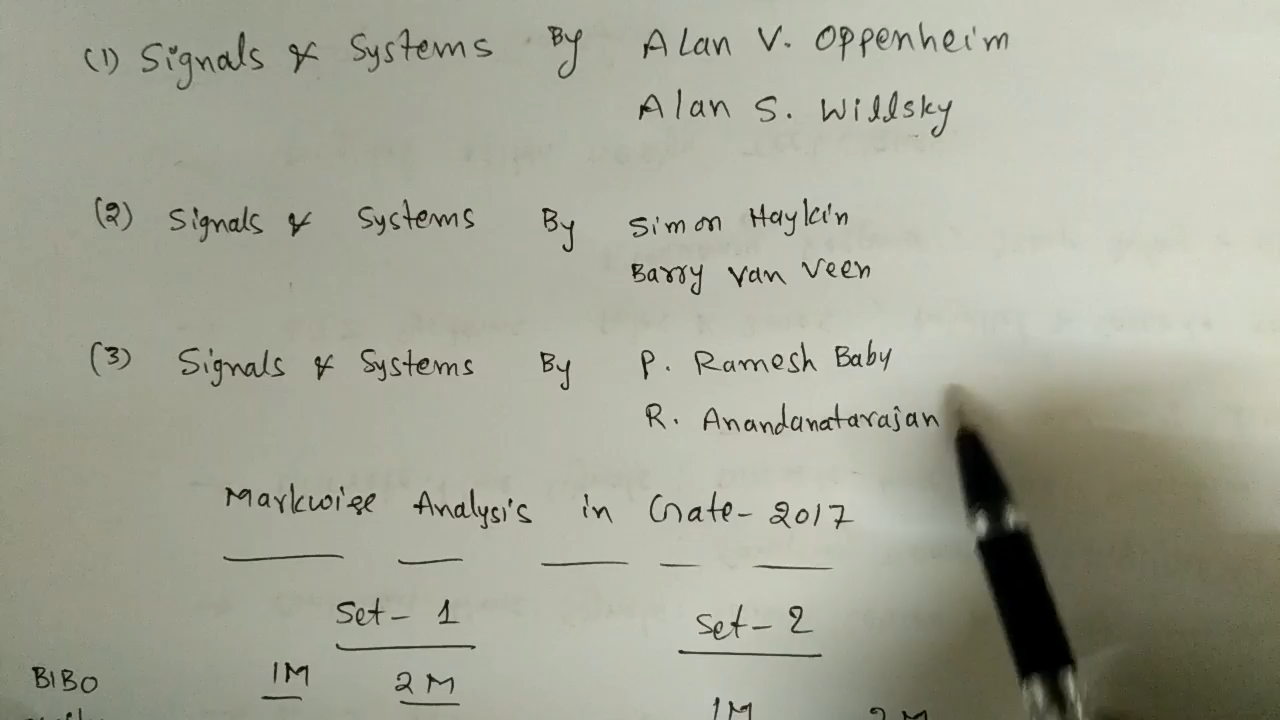 (1) Signals & Systems By Alan V. Oppenheim
Alan S. Willsky
(2) Signals & Systems By Simon Haykin
Barry Van Veen
(3) Signals & Systems By P. Ramesh Baby
R. Anandanatarajan
Markwise Analysis in Gate-2017
Set-1 Set-2
BIBO 1M 2M
1M 2M